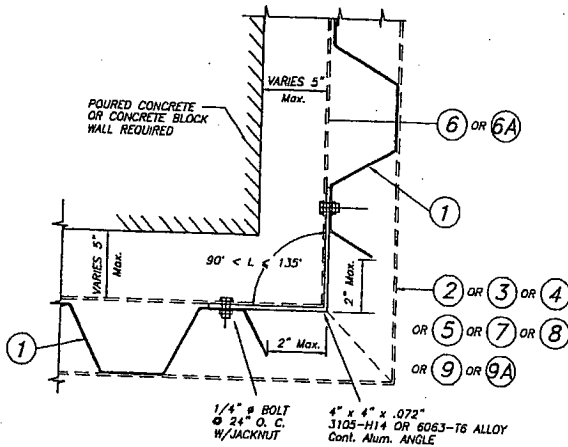 VARIES 5"
Max.
POURED CONCRETE
OR CONCRETE BLOCK
WALL REQUIRED
6 OR 6A
1
VARIES 5"
Max.
90° < L < 135°
2" Max.
2 OR 3 OR 4
OR 5 OR 7 OR 8
OR 9 OR 9A
1
2" Max.
1/4" ø BOLT
@ 24" O. C.
W/JACKNUT
4" x 4" x .072"
3105-H14 OR 6063-T6 ALLOY
Cont. Alum. ANGLE